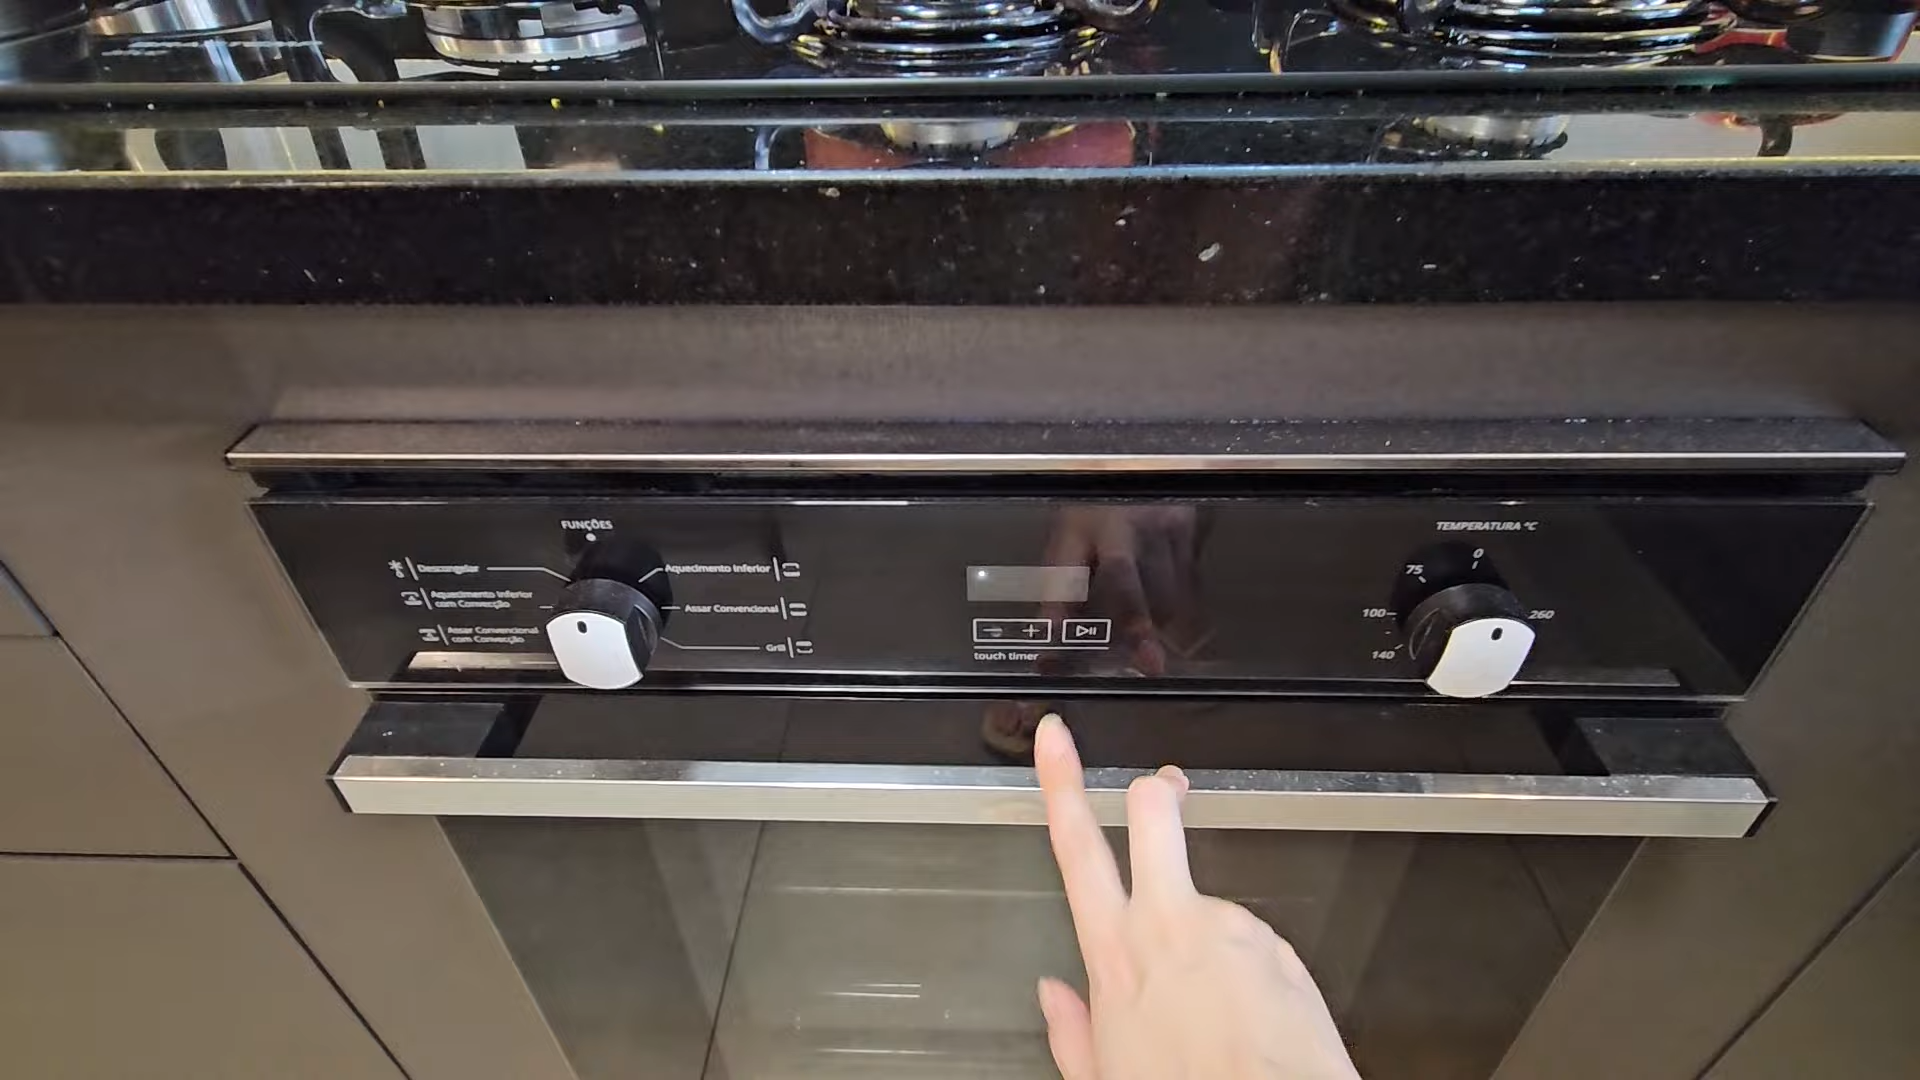 FUNÇÕES
Descongelar
Aquecimento Inferior
com Convecção
Assar Convencional
com Convecção
Aquecimento Inferior
Assar Convencional
Grill
touch timer
TEMPERATURA °C
0
75
100
140
260